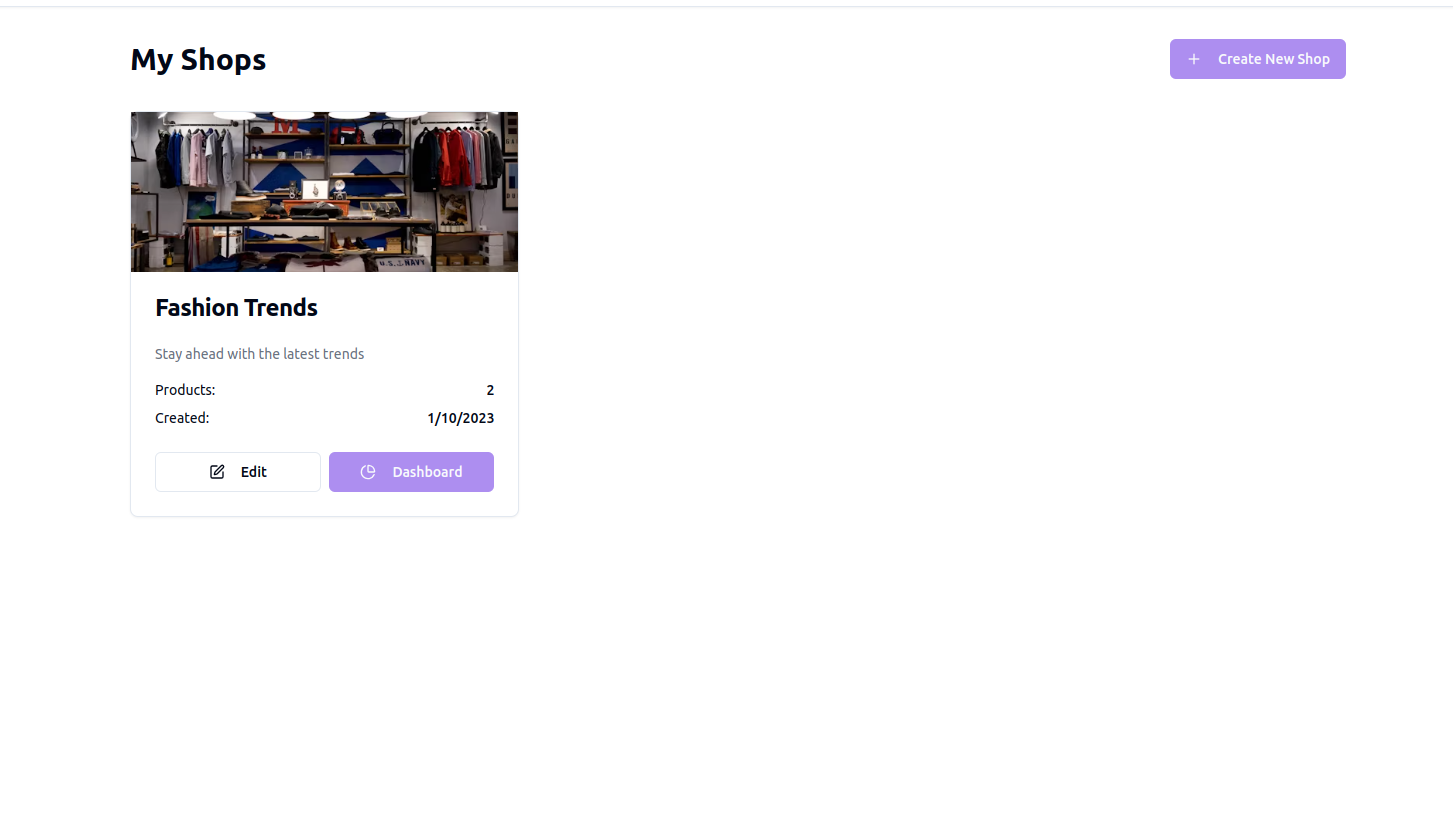 My Shops
Create New Shop
M
U.S. NAVY
Fashion Trends
Stay ahead with the latest trends
Products: 2
Created: 1/10/2023
Edit
Dashboard